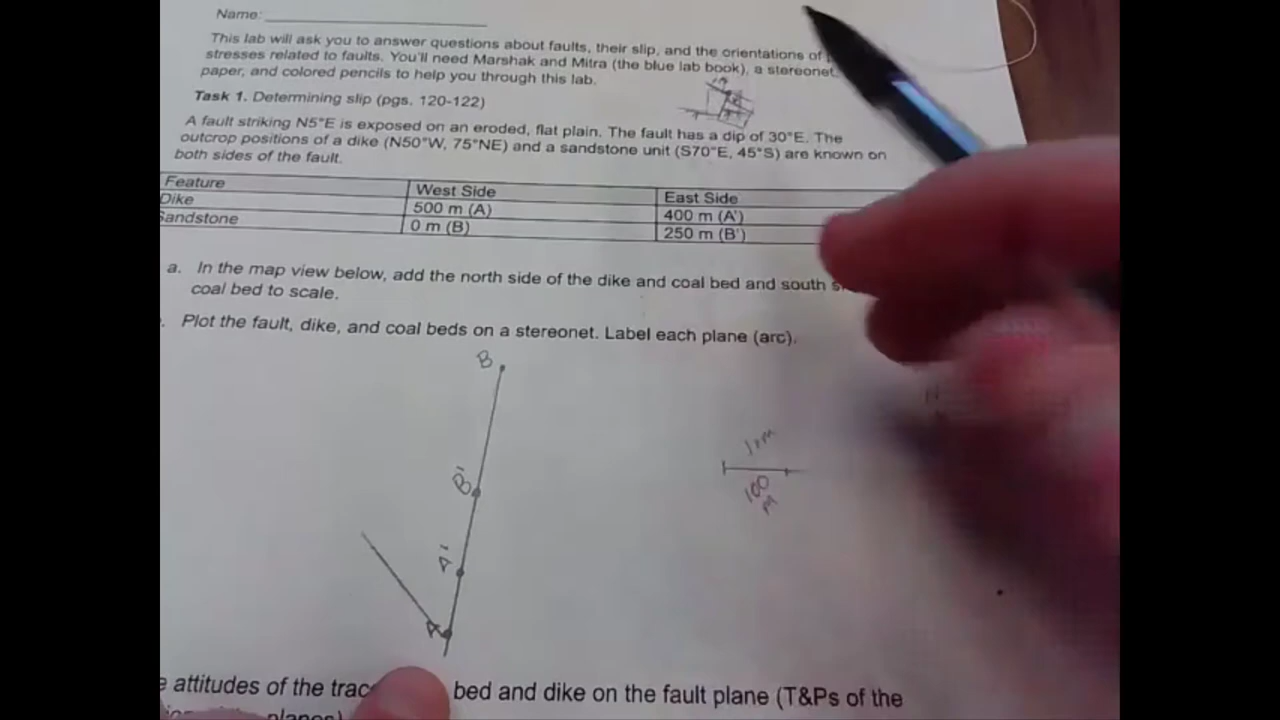 Name:
This lab will ask you to answer questions about faults, their slip, and the orientations of
stresses related to faults. You'll need Marshak and Mitra (the blue lab book), a stereonet,
paper, and colored pencils to help you through this lab.
Task 1. Determining slip (pgs. 120-122)
A fault striking N5°E is exposed on an eroded, flat plain. The fault has a dip of 30°E. The
outcrop positions of a dike (N50°W, 75°NE) and a sandstone unit (S70°E, 45°S) are known on
both sides of the fault.
Feature West Side East Side
Dike 500 m (A) 400 m (A')
Sandstone 0 m (B) 250 m (B')
a. In the map view below, add the north side of the dike and coal bed and south
coal bed to scale.
. Plot the fault, dike, and coal beds on a stereonet. Label each plane (arc).
B
B'
A'
A
100
m
attitudes of the bed and dike on the fault plane (T&Ps of the
planes)